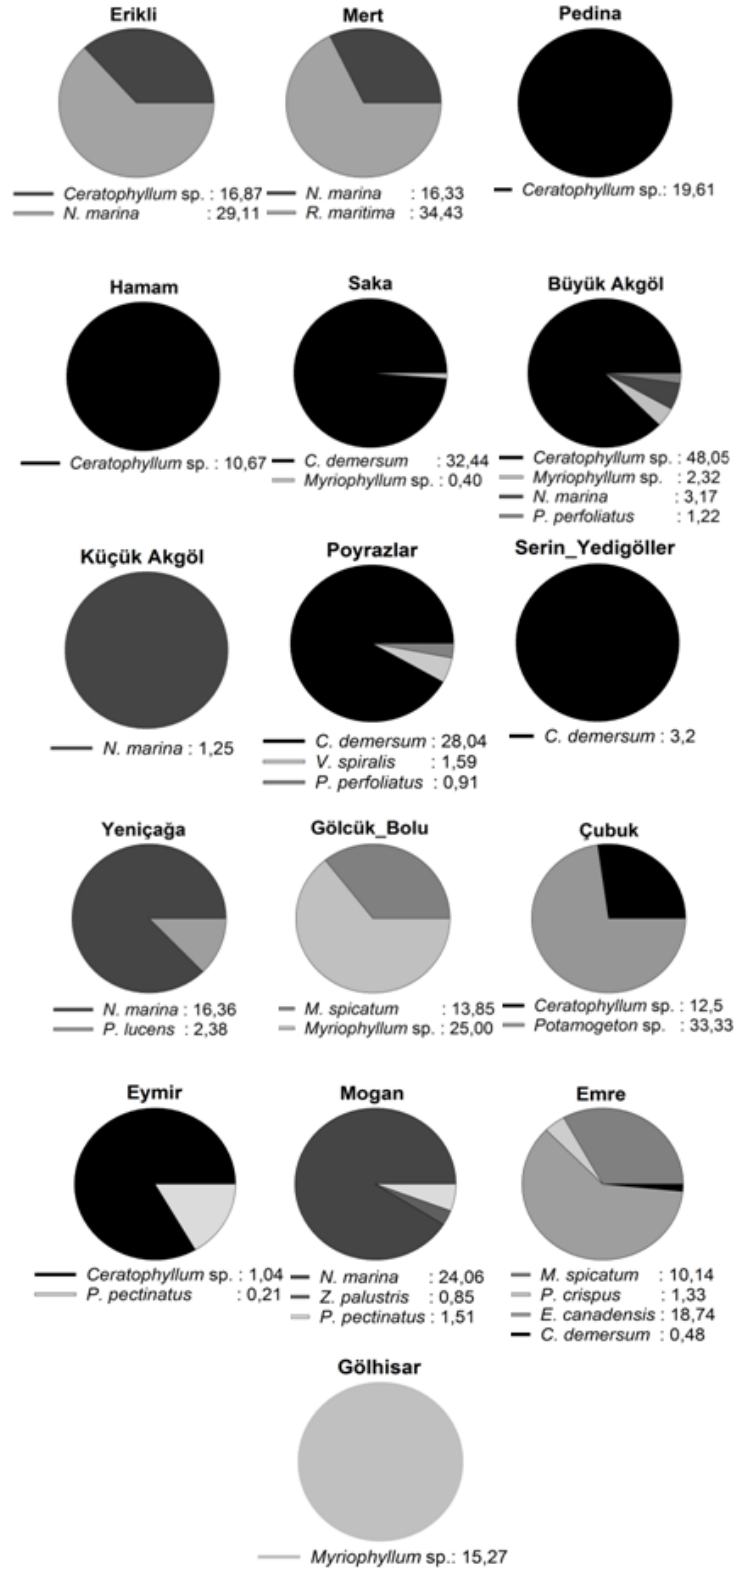 Erikli
Ceratophyllum sp. : 16,87
N. marina : 29,11
Mert
N. marina : 16,33
R. maritima : 34,43
Pedina
Ceratophyllum sp.: 19,61
Hamam
Ceratophyllum sp. : 10,67
Saka
C. demersum : 32,44
Myriophyllum sp. : 0,40
Büyük Akgöl
Ceratophyllum sp. : 48,05
Myriophyllum sp. : 2,32
N. marina : 3,17
P. perfoliatus : 1,22
Küçük Akgöl
N. marina : 1,25
Poyrazlar
C. demersum : 28,04
V. spiralis : 1,59
P. perfoliatus : 0,91
Serin_Yedigöller
C. demersum : 3,2
Yeniçağa
N. marina : 16,36
P. lucens : 2,38
Gölcük_Bolu
M. spicatum : 13,85
Myriophyllum sp. : 25,00
Çubuk
Ceratophyllum sp. : 12,5
Potamogeton sp. : 33,33
Eymir
Ceratophyllum sp. : 1,04
P. pectinatus : 0,21
Mogan
N. marina : 24,06
Z. palustris : 0,85
P. pectinatus : 1,51
Emre
M. spicatum : 10,14
P. crispus : 1,33
E. canadensis : 18,74
C. demersum : 0,48
Gölhisar
Myriophyllum sp.: 15,27